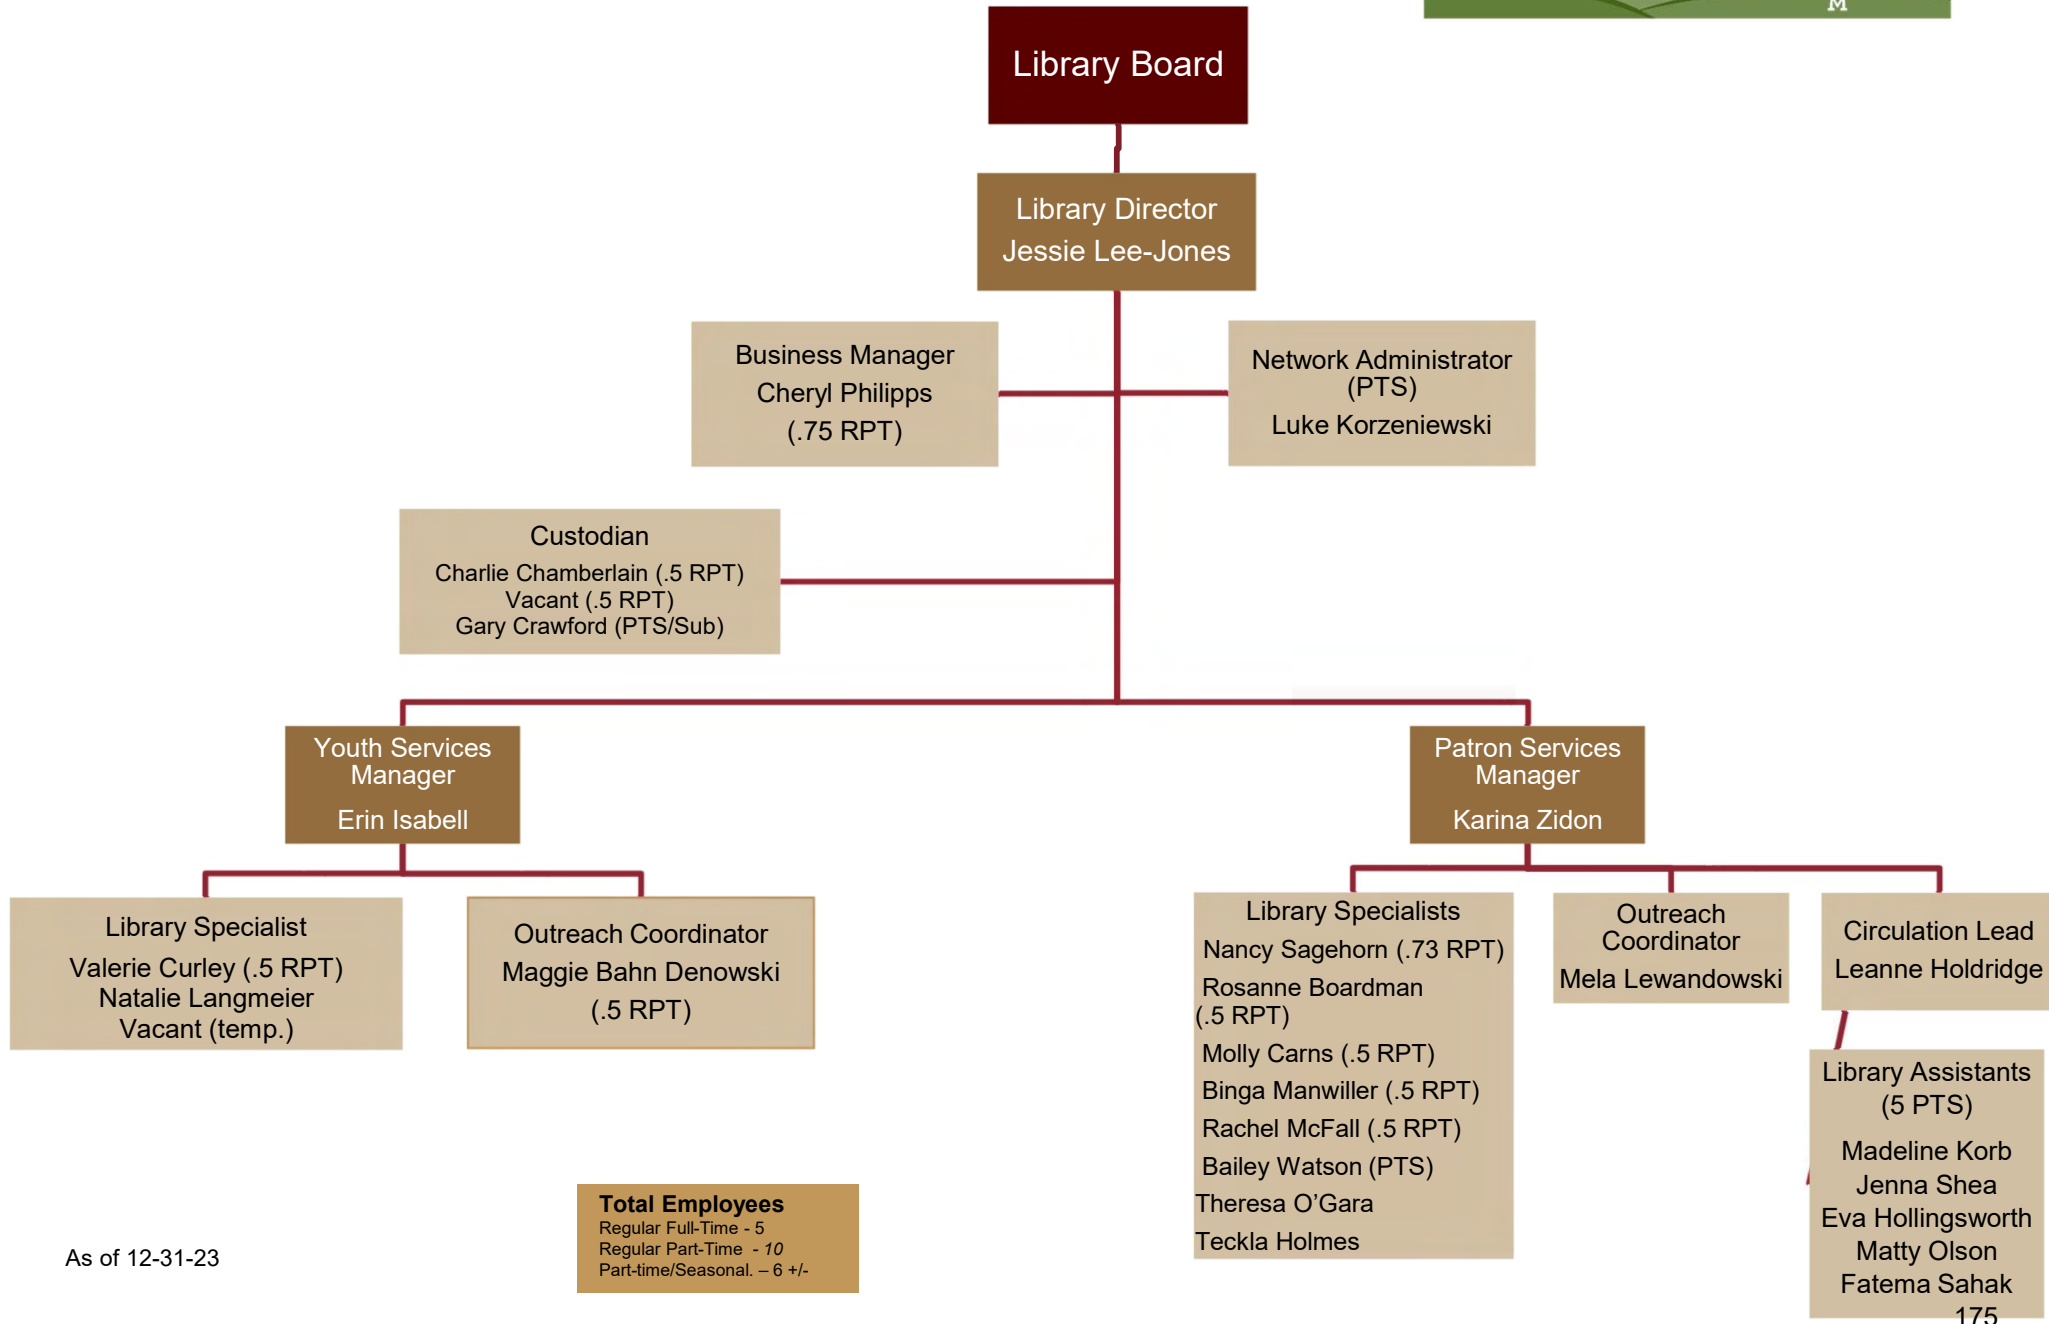 M
Library Board
Library Director
Jessie Lee-Jones
Business Manager
Cheryl Philipps
(.75 RPT)
Network Administrator
(PTS)
Luke Korzeniewski
Custodian
Charlie Chamberlain (.5 RPT)
Vacant (.5 RPT)
Gary Crawford (PTS/Sub)
Youth Services
Manager
Erin Isabell
Patron Services
Manager
Karina Zidon
Library Specialist
Valerie Curley (.5 RPT)
Natalie Langmeier
Vacant (temp.)
Outreach Coordinator
Maggie Bahn Denowski
(.5 RPT)
Library Specialists
Nancy Sagehorn (.73 RPT)
Rosanne Boardman
(.5 RPT)
Molly Carns (.5 RPT)
Binga Manwiller (.5 RPT)
Rachel McFall (.5 RPT)
Bailey Watson (PTS)
Theresa O’Gara
Teckla Holmes
Outreach
Coordinator
Mela Lewandowski
Circulation Lead
Leanne Holdridge
Library Assistants
(5 PTS)
Madeline Korb
Jenna Shea
Eva Hollingsworth
Matty Olson
Fatema Sahak
Total Employees
Regular Full-Time - 5
Regular Part-Time - 10
Part-time/Seasonal. – 6 +/-
As of 12-31-23
175